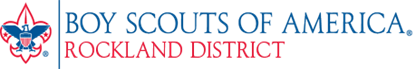 BOY SCOUTS OF AMERICA®
ROCKLAND DISTRICT